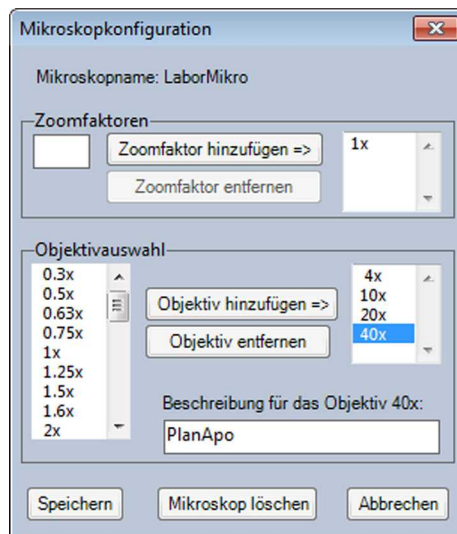 Mikroskopkonfiguration
Mikroskopname: LaborMikro
Zoomfaktoren
Zoomfaktor hinzufügen =>
Zoomfaktor entfernen
1x
Objektivauswahl
0.3x
0.5x
0.63x
0.75x
1x
1.25x
1.5x
1.6x
2x
Objektiv hinzufügen =>
Objektiv entfernen
4x
10x
20x
40x
Beschreibung für das Objektiv 40x:
PlanApo
Speichern
Mikroskop löschen
Abbrechen